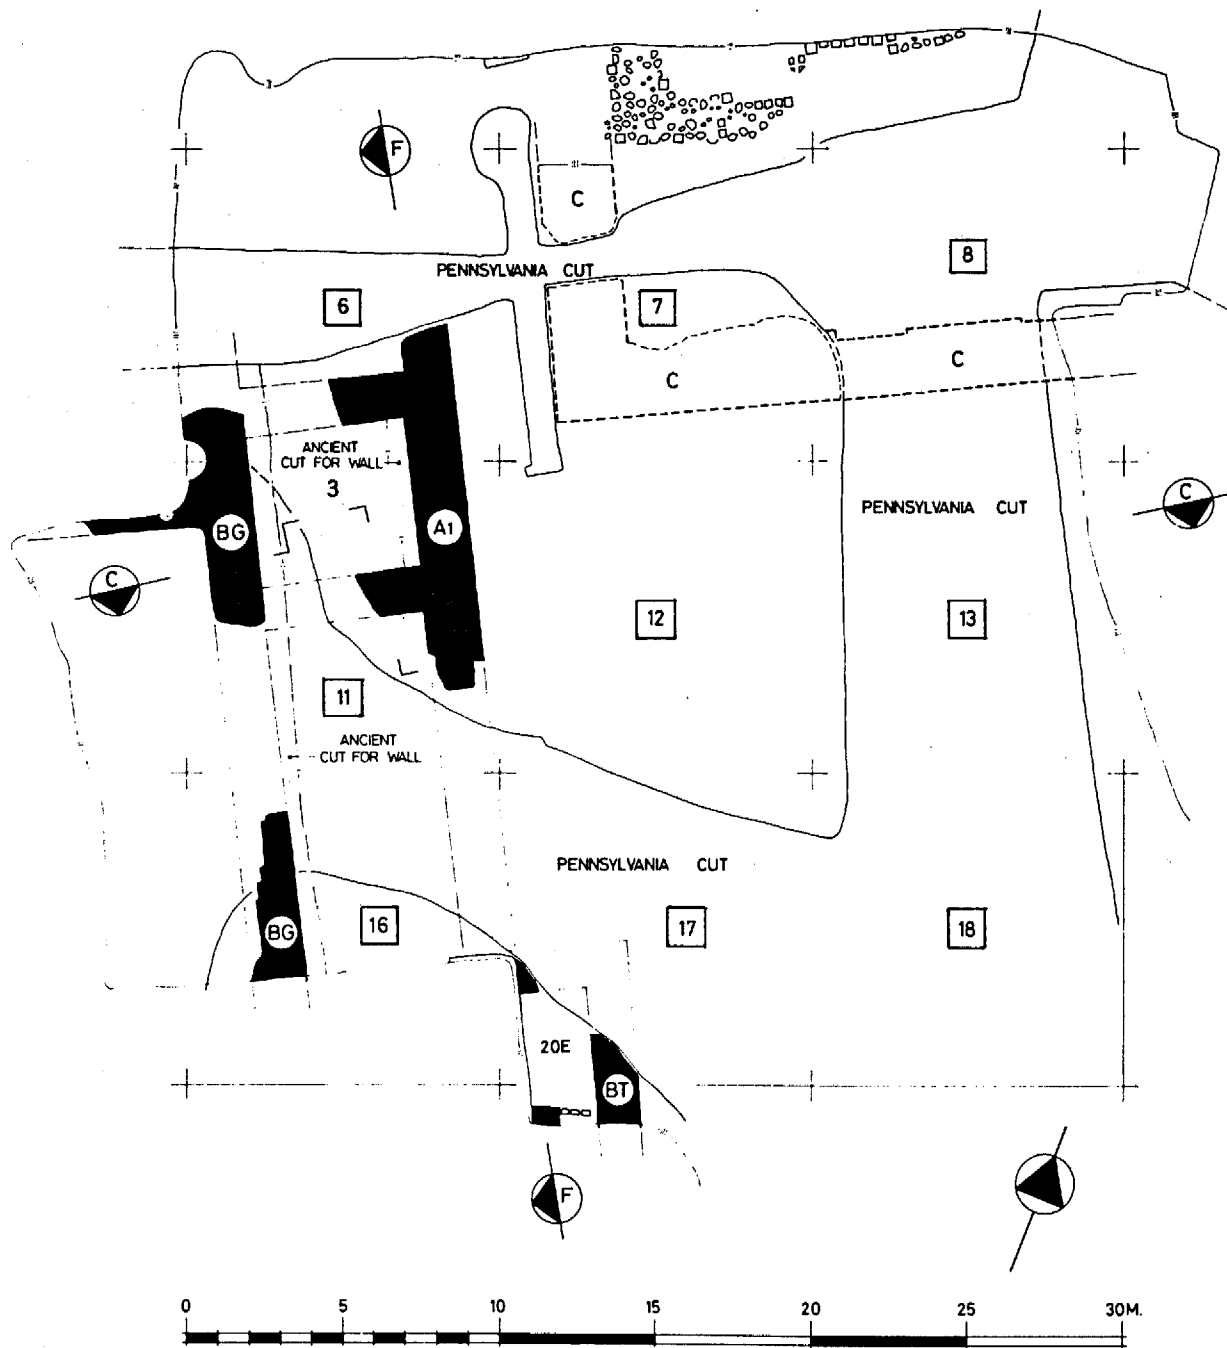 F
C
PENNSYLVANIA CUT
8
6
7
C
C
ANCIENT
CUT FOR WALL
3
PENNSYLVANIA CUT
C
BG
A1
C
12
13
11
ANCIENT
CUT FOR WALL
PENNSYLVANIA CUT
16
17
18
BG
20E
BT
F
0 5 10 15 20 25 30M.